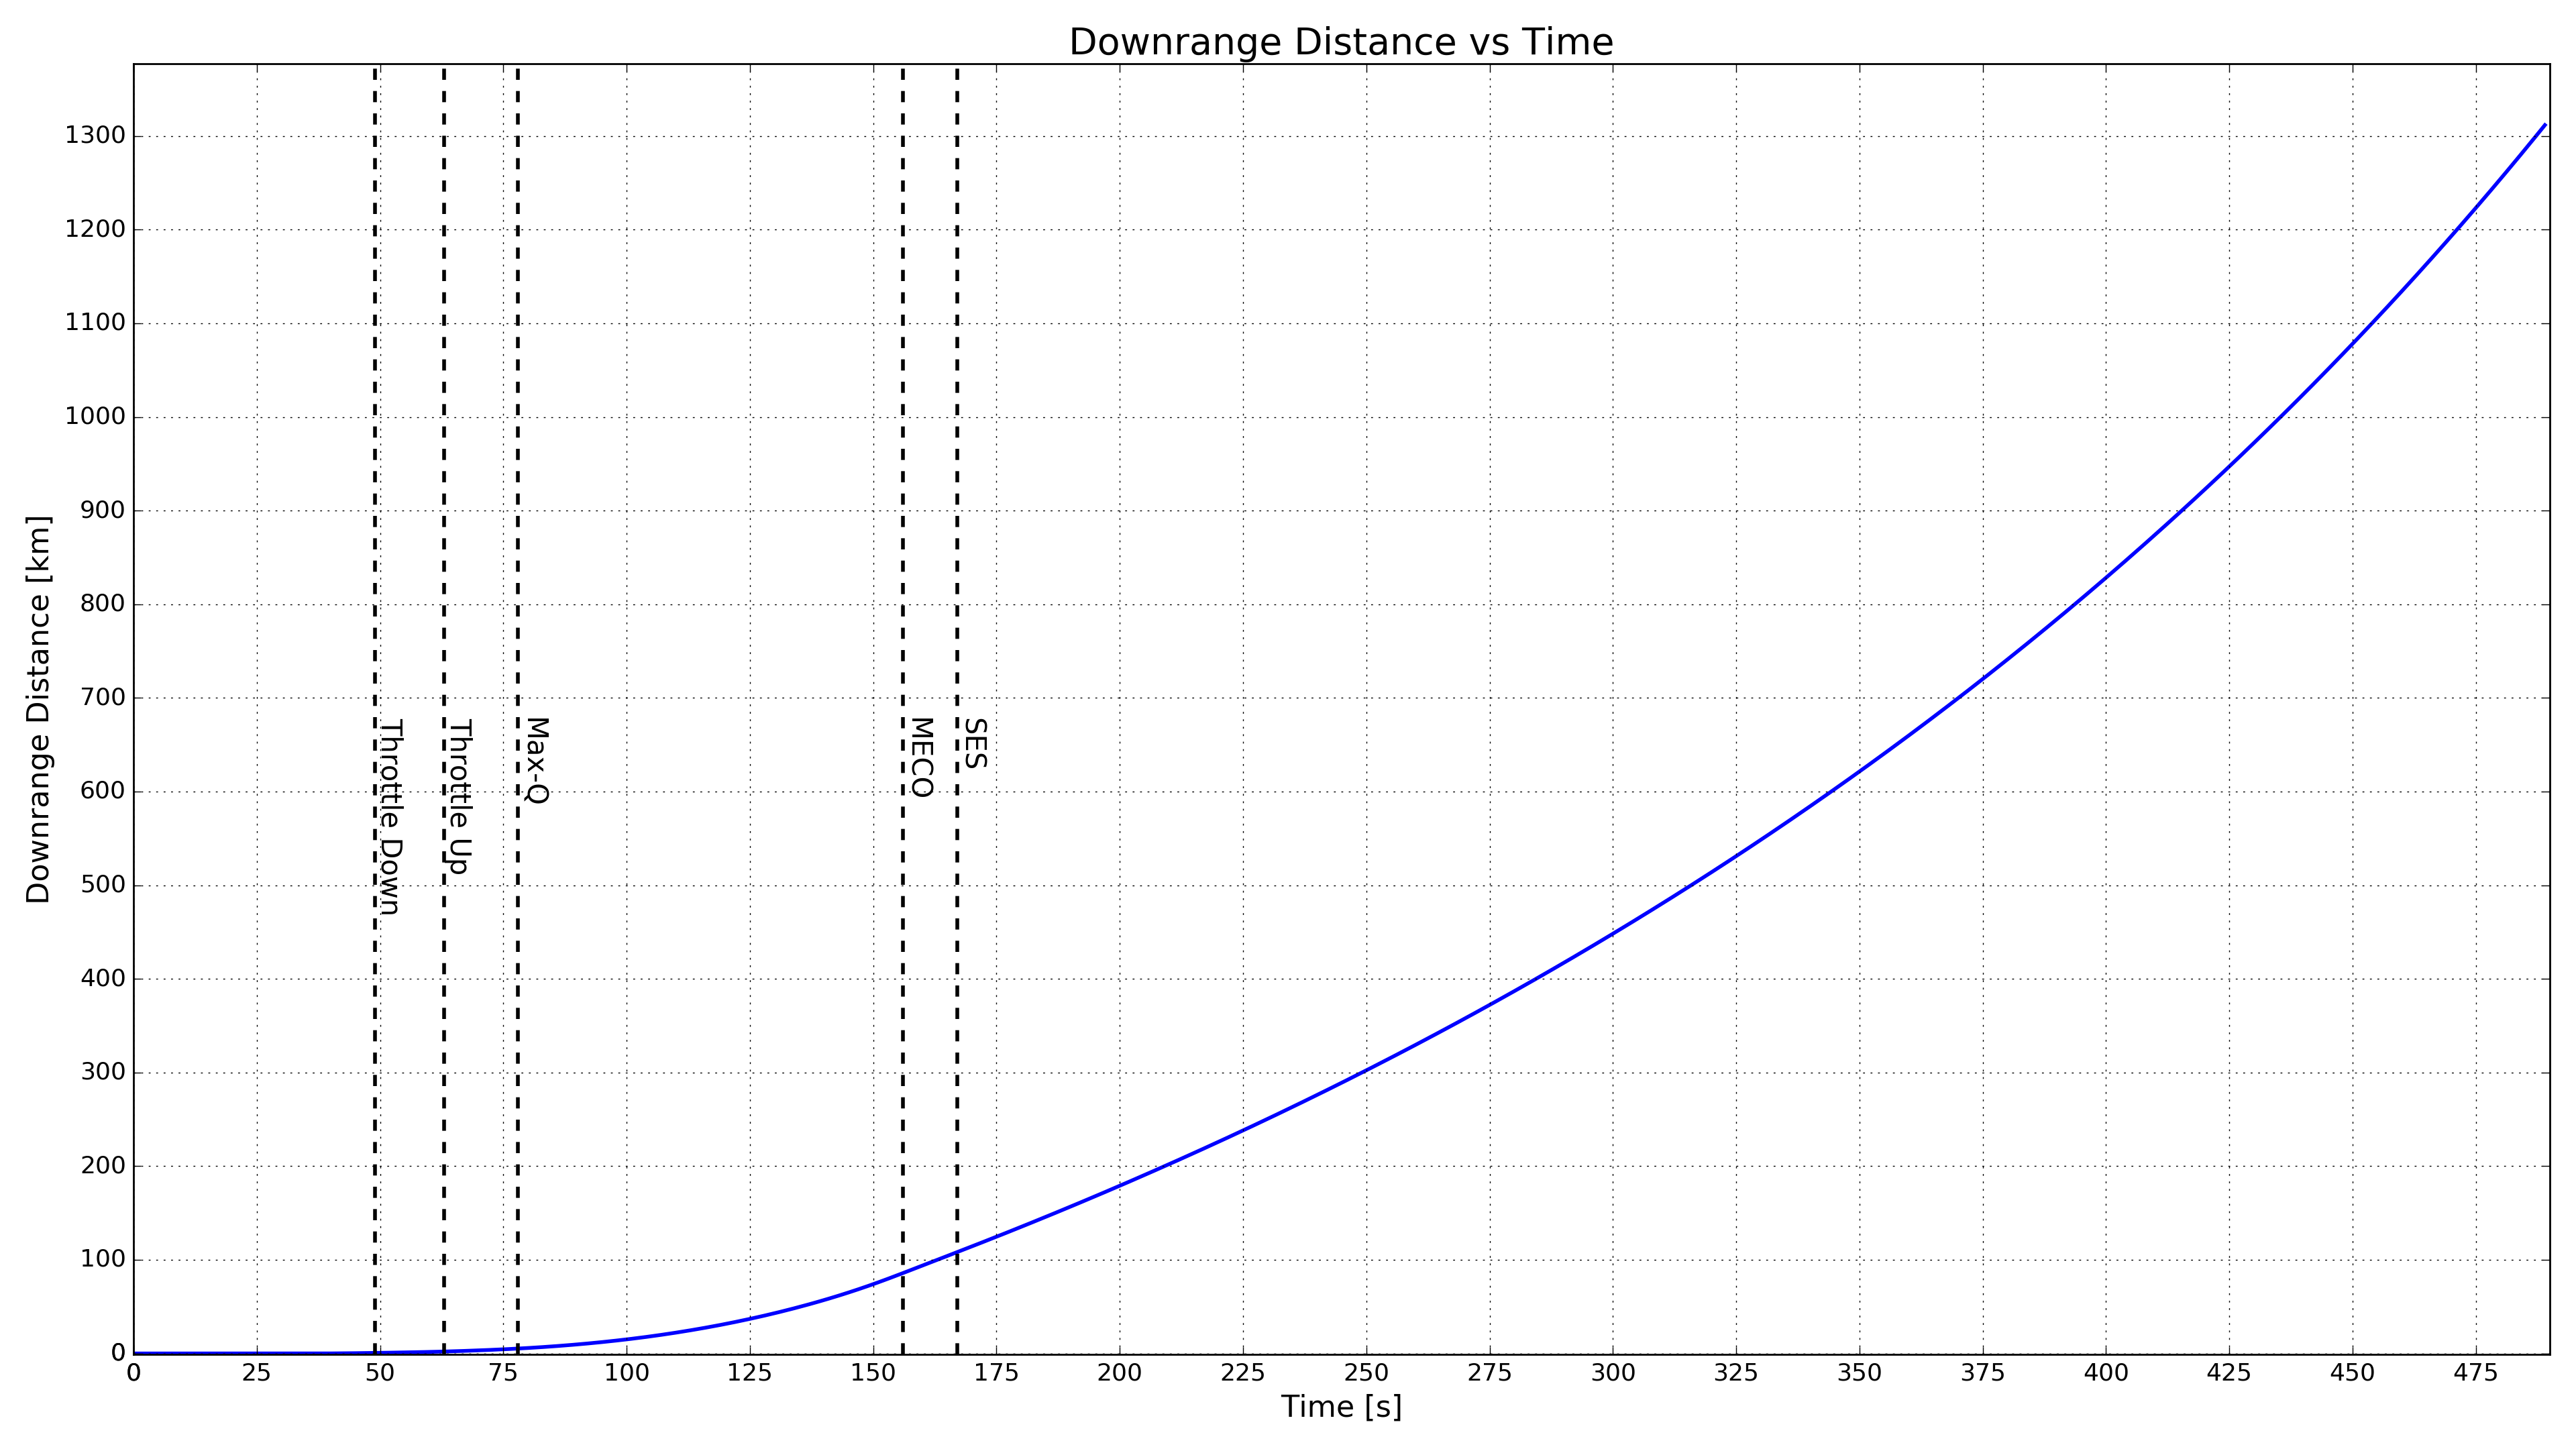 Downrange Distance vs Time
Downrange Distance [km]
1300
1200
1100
1000
900
800
700
600
500
400
300
200
100
0
Throttle Down
Throttle Up
Max-Q
MECO
SES
0 25 50 75 100 125 150 175 200 225 250 275 300 325 350 375 400 425 450 475
Time [s]